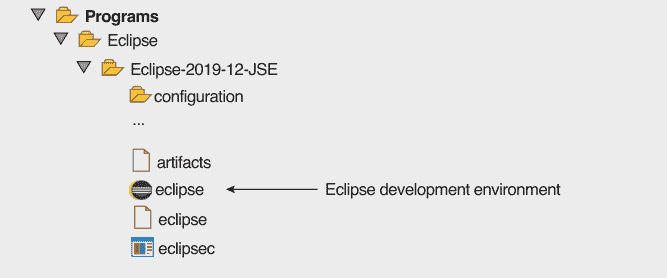 Programs
Eclipse
Eclipse-2019-12-JSE
configuration
...
artifacts
eclipse Eclipse development environment
eclipse
eclipsec